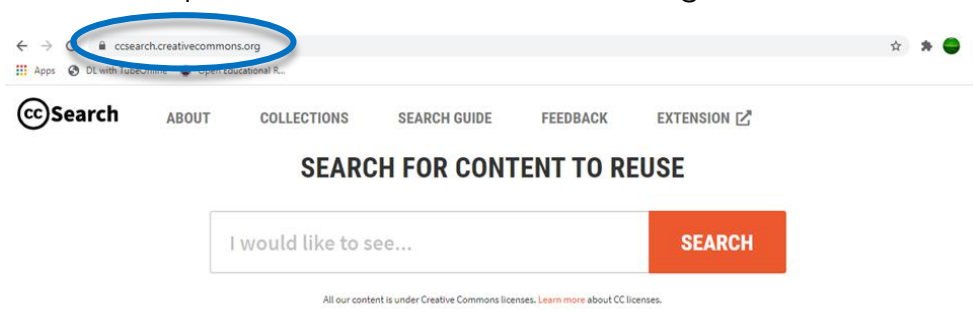 ccsearch.creativecommons.org
Apps DL with TubeOnline Open Educational R...
cc Search ABOUT COLLECTIONS SEARCH GUIDE FEEDBACK EXTENSION
SEARCH FOR CONTENT TO REUSE
I would like to see... SEARCH
All our content is under Creative Commons licenses. Learn more about CC licenses.